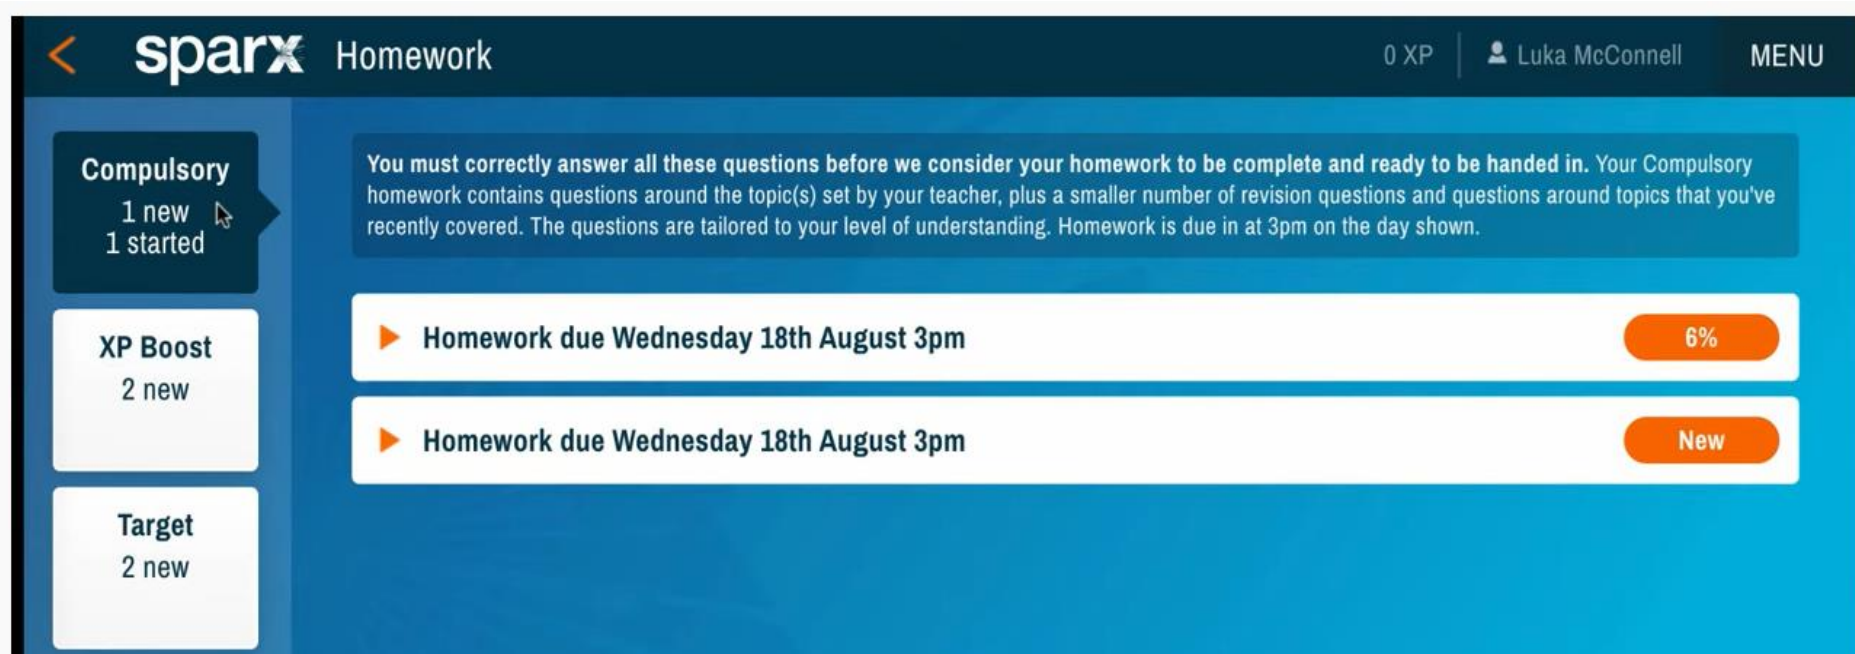 sparx Homework 0 XP Luka McConnell MENU
Compulsory
1 new
1 started
XP Boost
2 new
Target
2 new
You must correctly answer all these questions before we consider your homework to be complete and ready to be handed in. Your Compulsory
homework contains questions around the topic(s) set by your teacher, plus a smaller number of revision questions and questions around topics that you've
recently covered. The questions are tailored to your level of understanding. Homework is due in at 3pm on the day shown.
Homework due Wednesday 18th August 3pm 6%
Homework due Wednesday 18th August 3pm New